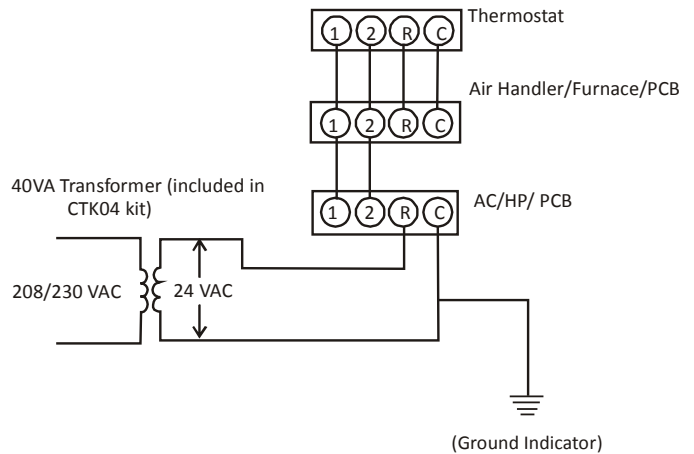 1 2 R C
Thermostat
1 2 R C
Air Handler/Furnace/PCB
40VA Transformer (included in
CTK04 kit)
1 2 R C
AC/HP/ PCB
208/230 VAC
24 VAC
(Ground Indicator)